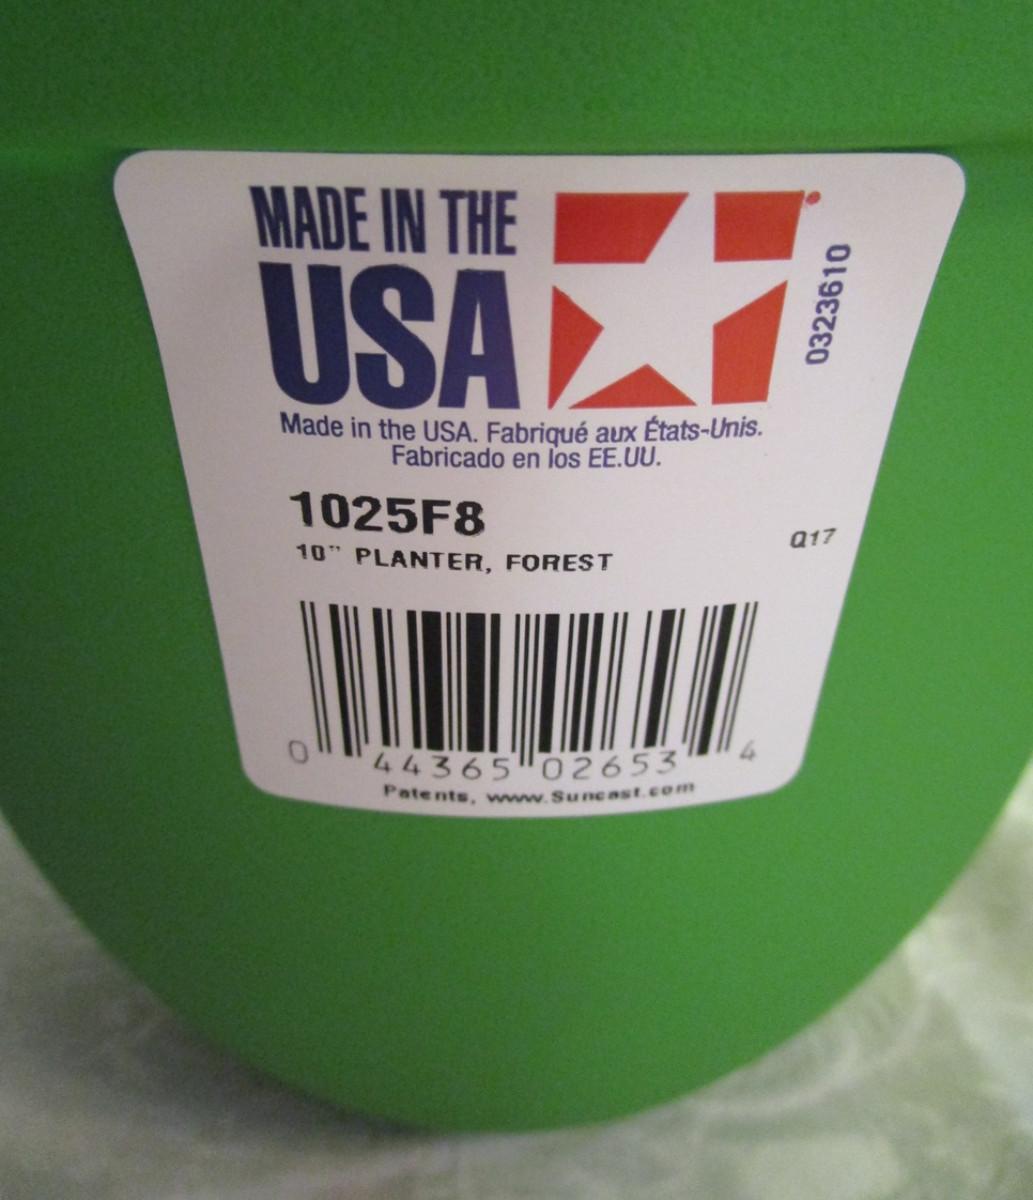 MADE IN THE
USA
0323610
Made in the USA. Fabriqué aux États-Unis.
Fabricado en los EE.UU.
1025F8
Q17
10" PLANTER, FOREST
0 44365 02653 4
Patents, www.Suncast.com